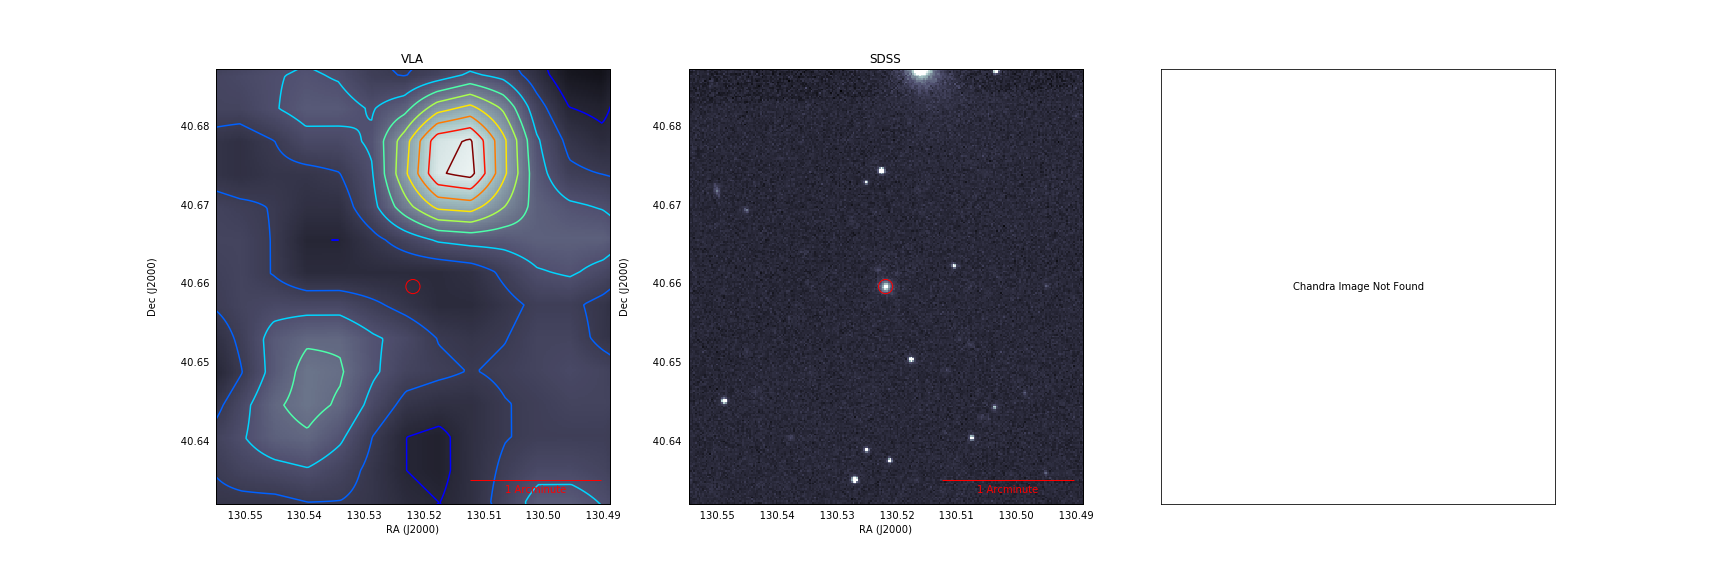 VLA
Dec (J2000)
40.68
40.67
40.66
40.65
40.64
1 Arcminute
130.55 130.54 130.53 130.52 130.51 130.50 130.49
RA (J2000)
SDSS
Dec (J2000)
40.68
40.67
40.66
40.65
40.64
1 Arcminute
130.55 130.54 130.53 130.52 130.51 130.50 130.49
RA (J2000)
Chandra Image Not Found